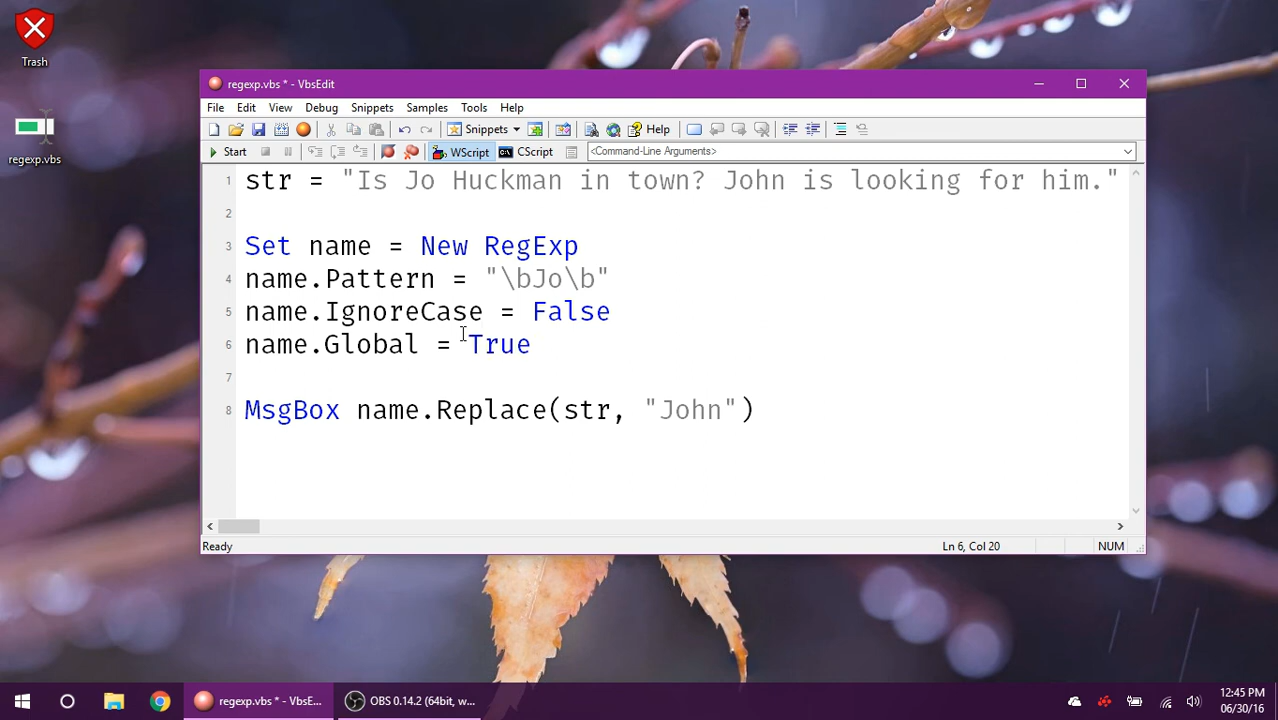 Trash
regexp.vbs
regexp.vbs * - VbsEdit
File Edit View Debug Snippets Samples Tools Help
Snippets Help
Start WScript CScript <Command-Line Arguments>
1 str = "Is Jo Huckman in town? John is looking for him."
2
3 Set name = New RegExp
4 name.Pattern = "\bJo\b"
5 name.IgnoreCase = False
6 name.Global = True
7
8 MsgBox name.Replace(str, "John")
Ready Ln 6, Col 20 NUM
regexp.vbs * - VbsE... OBS 0.14.2 (64bit, w... 12:45 PM
06/30/16